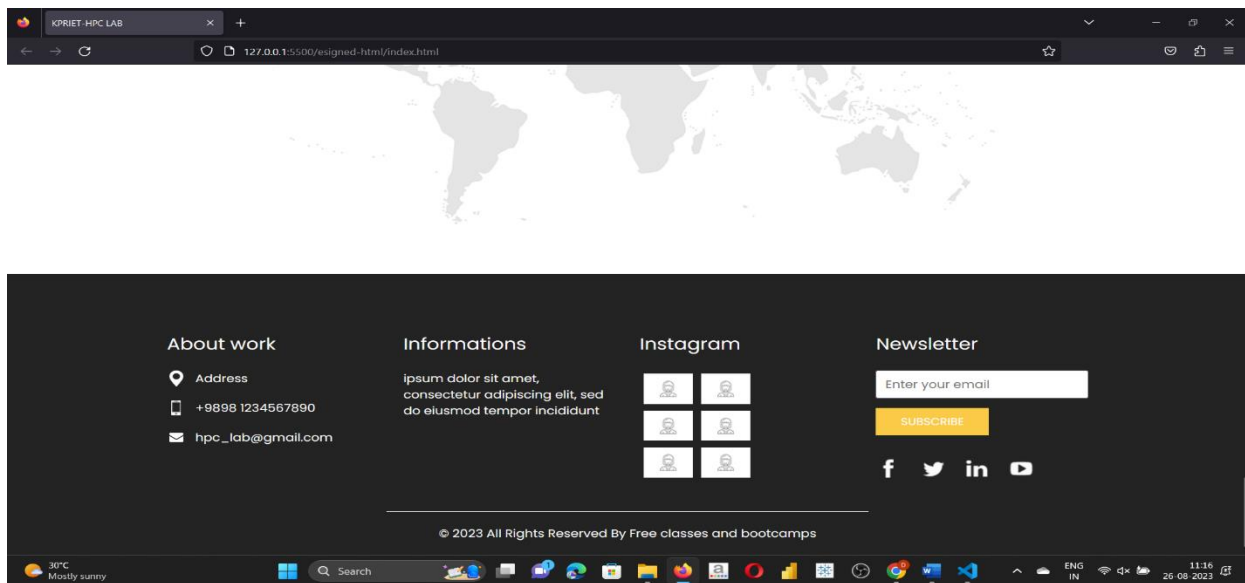 KPRIET-HPC LAB
127.0.0.1:5500/esigned-html/index.html
About work
Address
+9898 1234567890
hpc_lab@gmail.com
Informations
ipsum dolor sit amet,
consectetur adipiscing elit, sed
do eiusmod tempor incididunt
Instagram
Newsletter
Enter your email
SUBSCRIBE
© 2023 All Rights Reserved By Free classes and bootcamps
30°C
Mostly sunny
Search
ENG
IN
11:16
26-08-2023